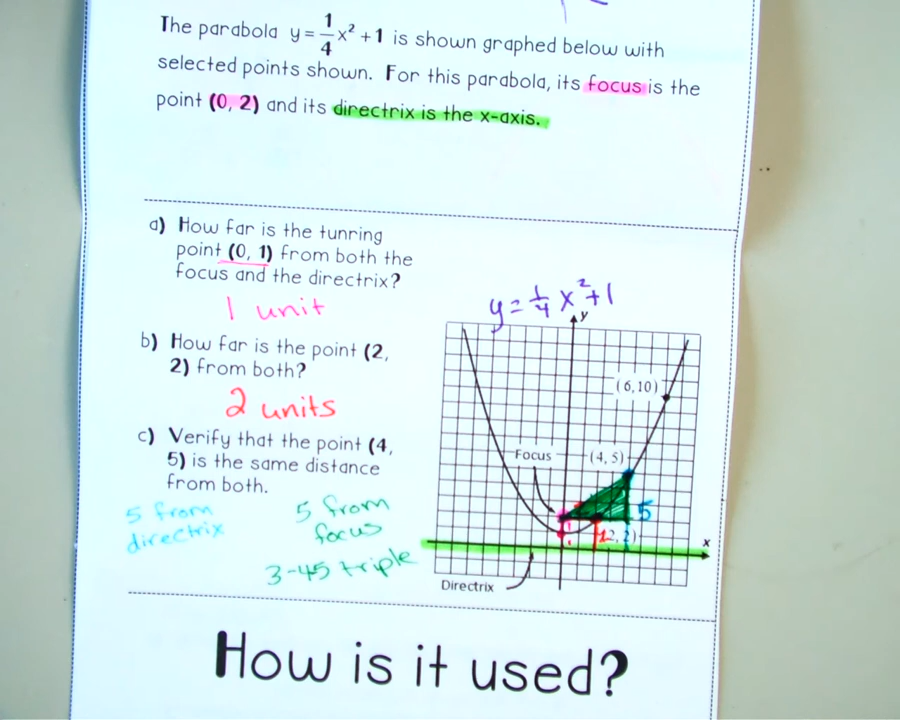 The parabola y = 1/4 x² + 1 is shown graphed below with
selected points shown. For this parabola, its focus is the
point (0, 2) and its directrix is the x-axis.
a) How far is the tunring
point (0, 1) from both the
focus and the directrix?
1 unit
b) How far is the point (2,
2) from both?
2 units
c) Verify that the point (4,
5) is the same distance
from both.
5 from
directrix
5 from
focus
3-45 triple
y = 1/4 x² + 1
y
(6,10)
Focus
(4, 5)
5
(2, 2)
x
Directrix
How is it used?